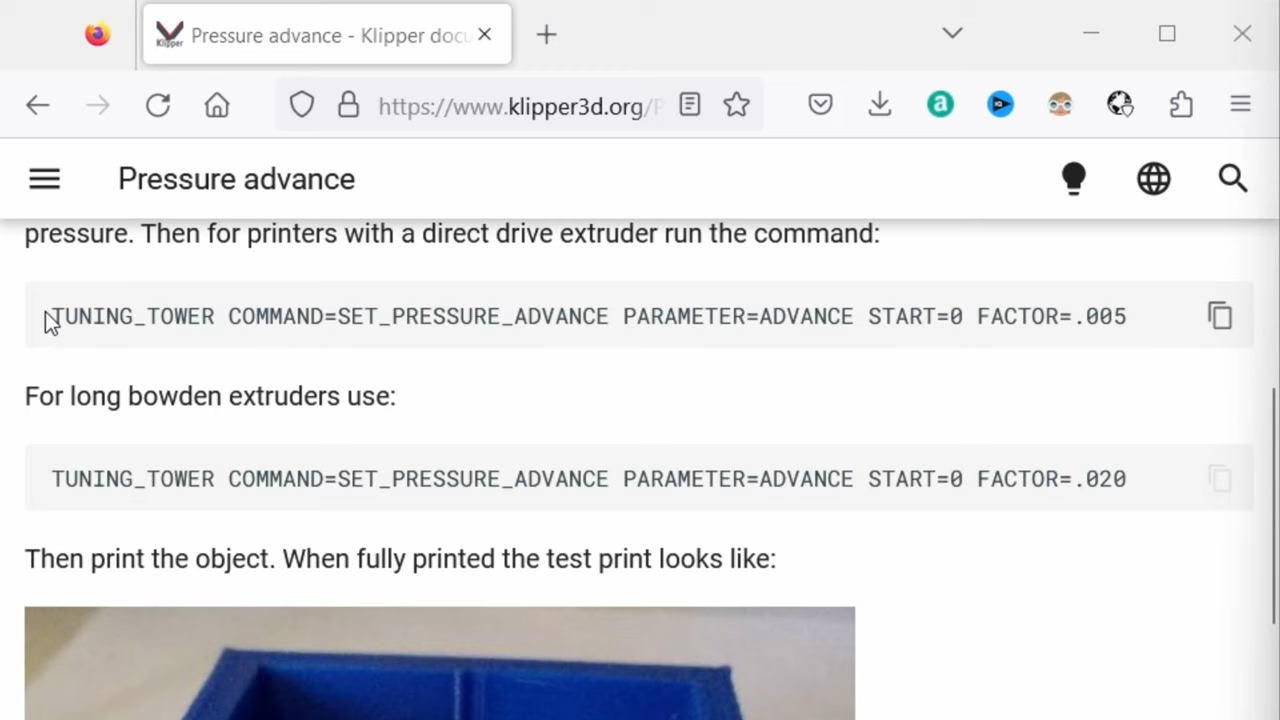 Pressure advance - Klipper docu
https://www.klipper3d.org/P
Pressure advance
pressure. Then for printers with a direct drive extruder run the command:
TUNING_TOWER COMMAND=SET_PRESSURE_ADVANCE PARAMETER=ADVANCE START=0 FACTOR=.005
For long bowden extruders use:
TUNING_TOWER COMMAND=SET_PRESSURE_ADVANCE PARAMETER=ADVANCE START=0 FACTOR=.020
Then print the object. When fully printed the test print looks like: